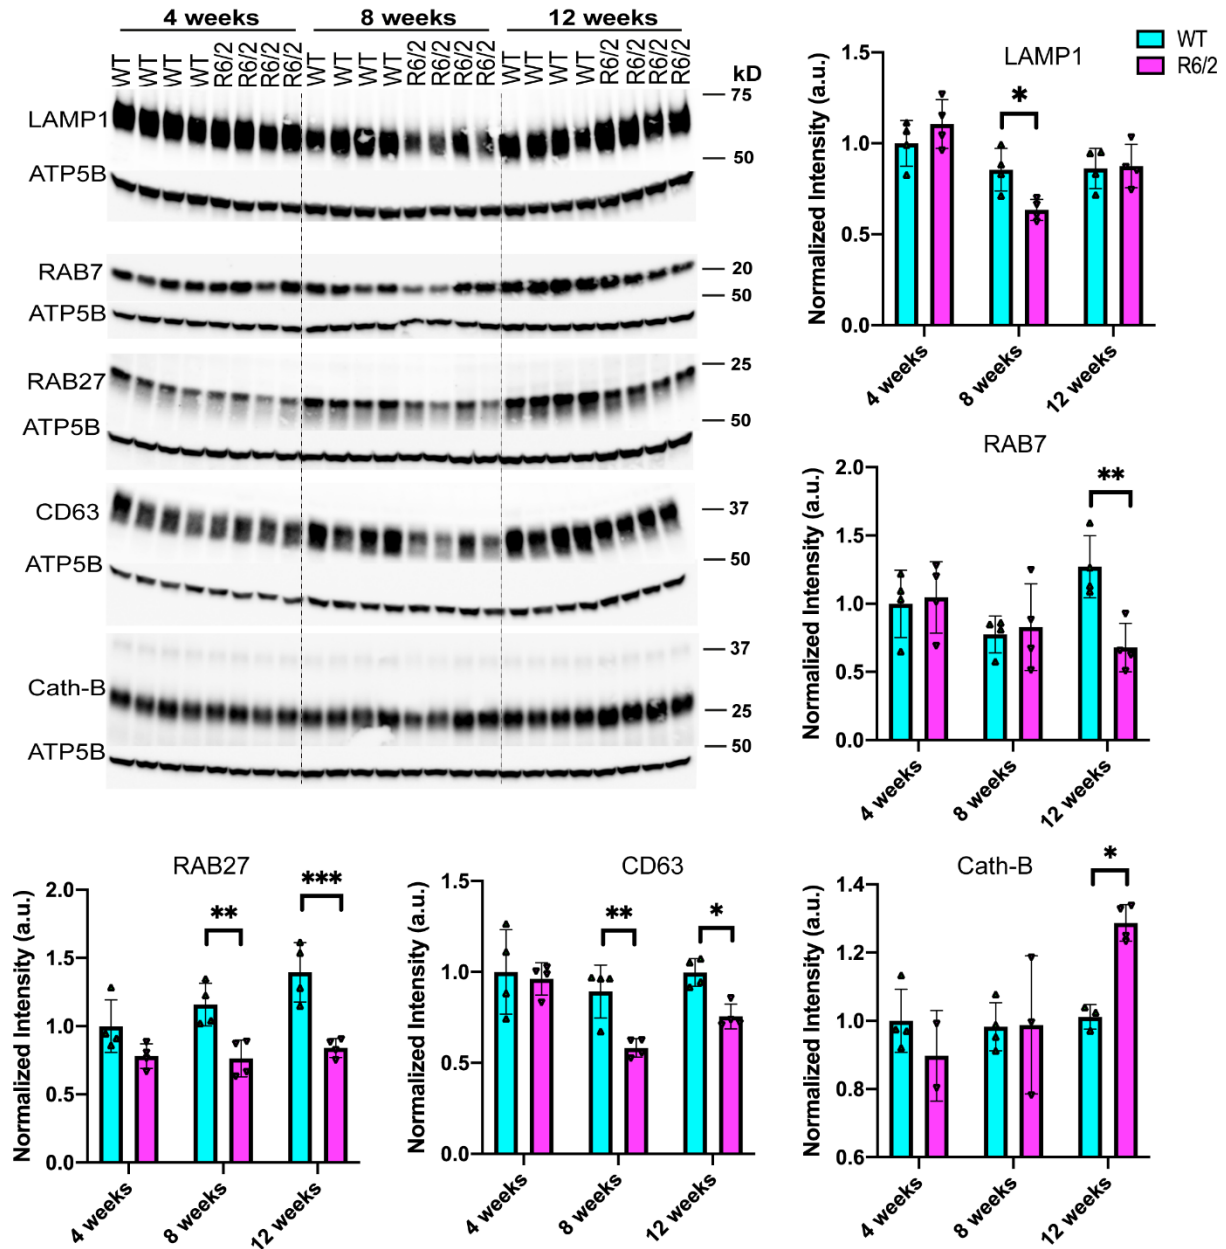 4 weeks 8 weeks 12 weeks
WT WT WT WT R6/2 R6/2 R6/2 R6/2 WT WT WT WT R6/2 R6/2 R6/2 R6/2 WT WT WT WT R6/2 R6/2 R6/2 R6/2
kD
LAMP1
75
50
ATP5B
RAB7
20
50
ATP5B
RAB27
25
50
ATP5B
CD63
37
50
ATP5B
Cath-B
37
25
50
ATP5B
WT
R6/2
LAMP1
Normalized Intensity (a.u.)
1.5
1.0
0.5
0.0
*
4 weeks
8 weeks
12 weeks
RAB7
Normalized Intensity (a.u.)
2.0
1.5
1.0
0.5
0.0
**
4 weeks
8 weeks
12 weeks
RAB27
Normalized Intensity (a.u.)
2.0
1.5
1.0
0.5
0.0
**
***
4 weeks
8 weeks
12 weeks
CD63
Normalized Intensity (a.u.)
1.5
1.0
0.5
0.0
**
*
4 weeks
8 weeks
12 weeks
Cath-B
Normalized Intensity (a.u.)
1.4
1.2
1.0
0.8
0.6
*
4 weeks
8 weeks
12 weeks